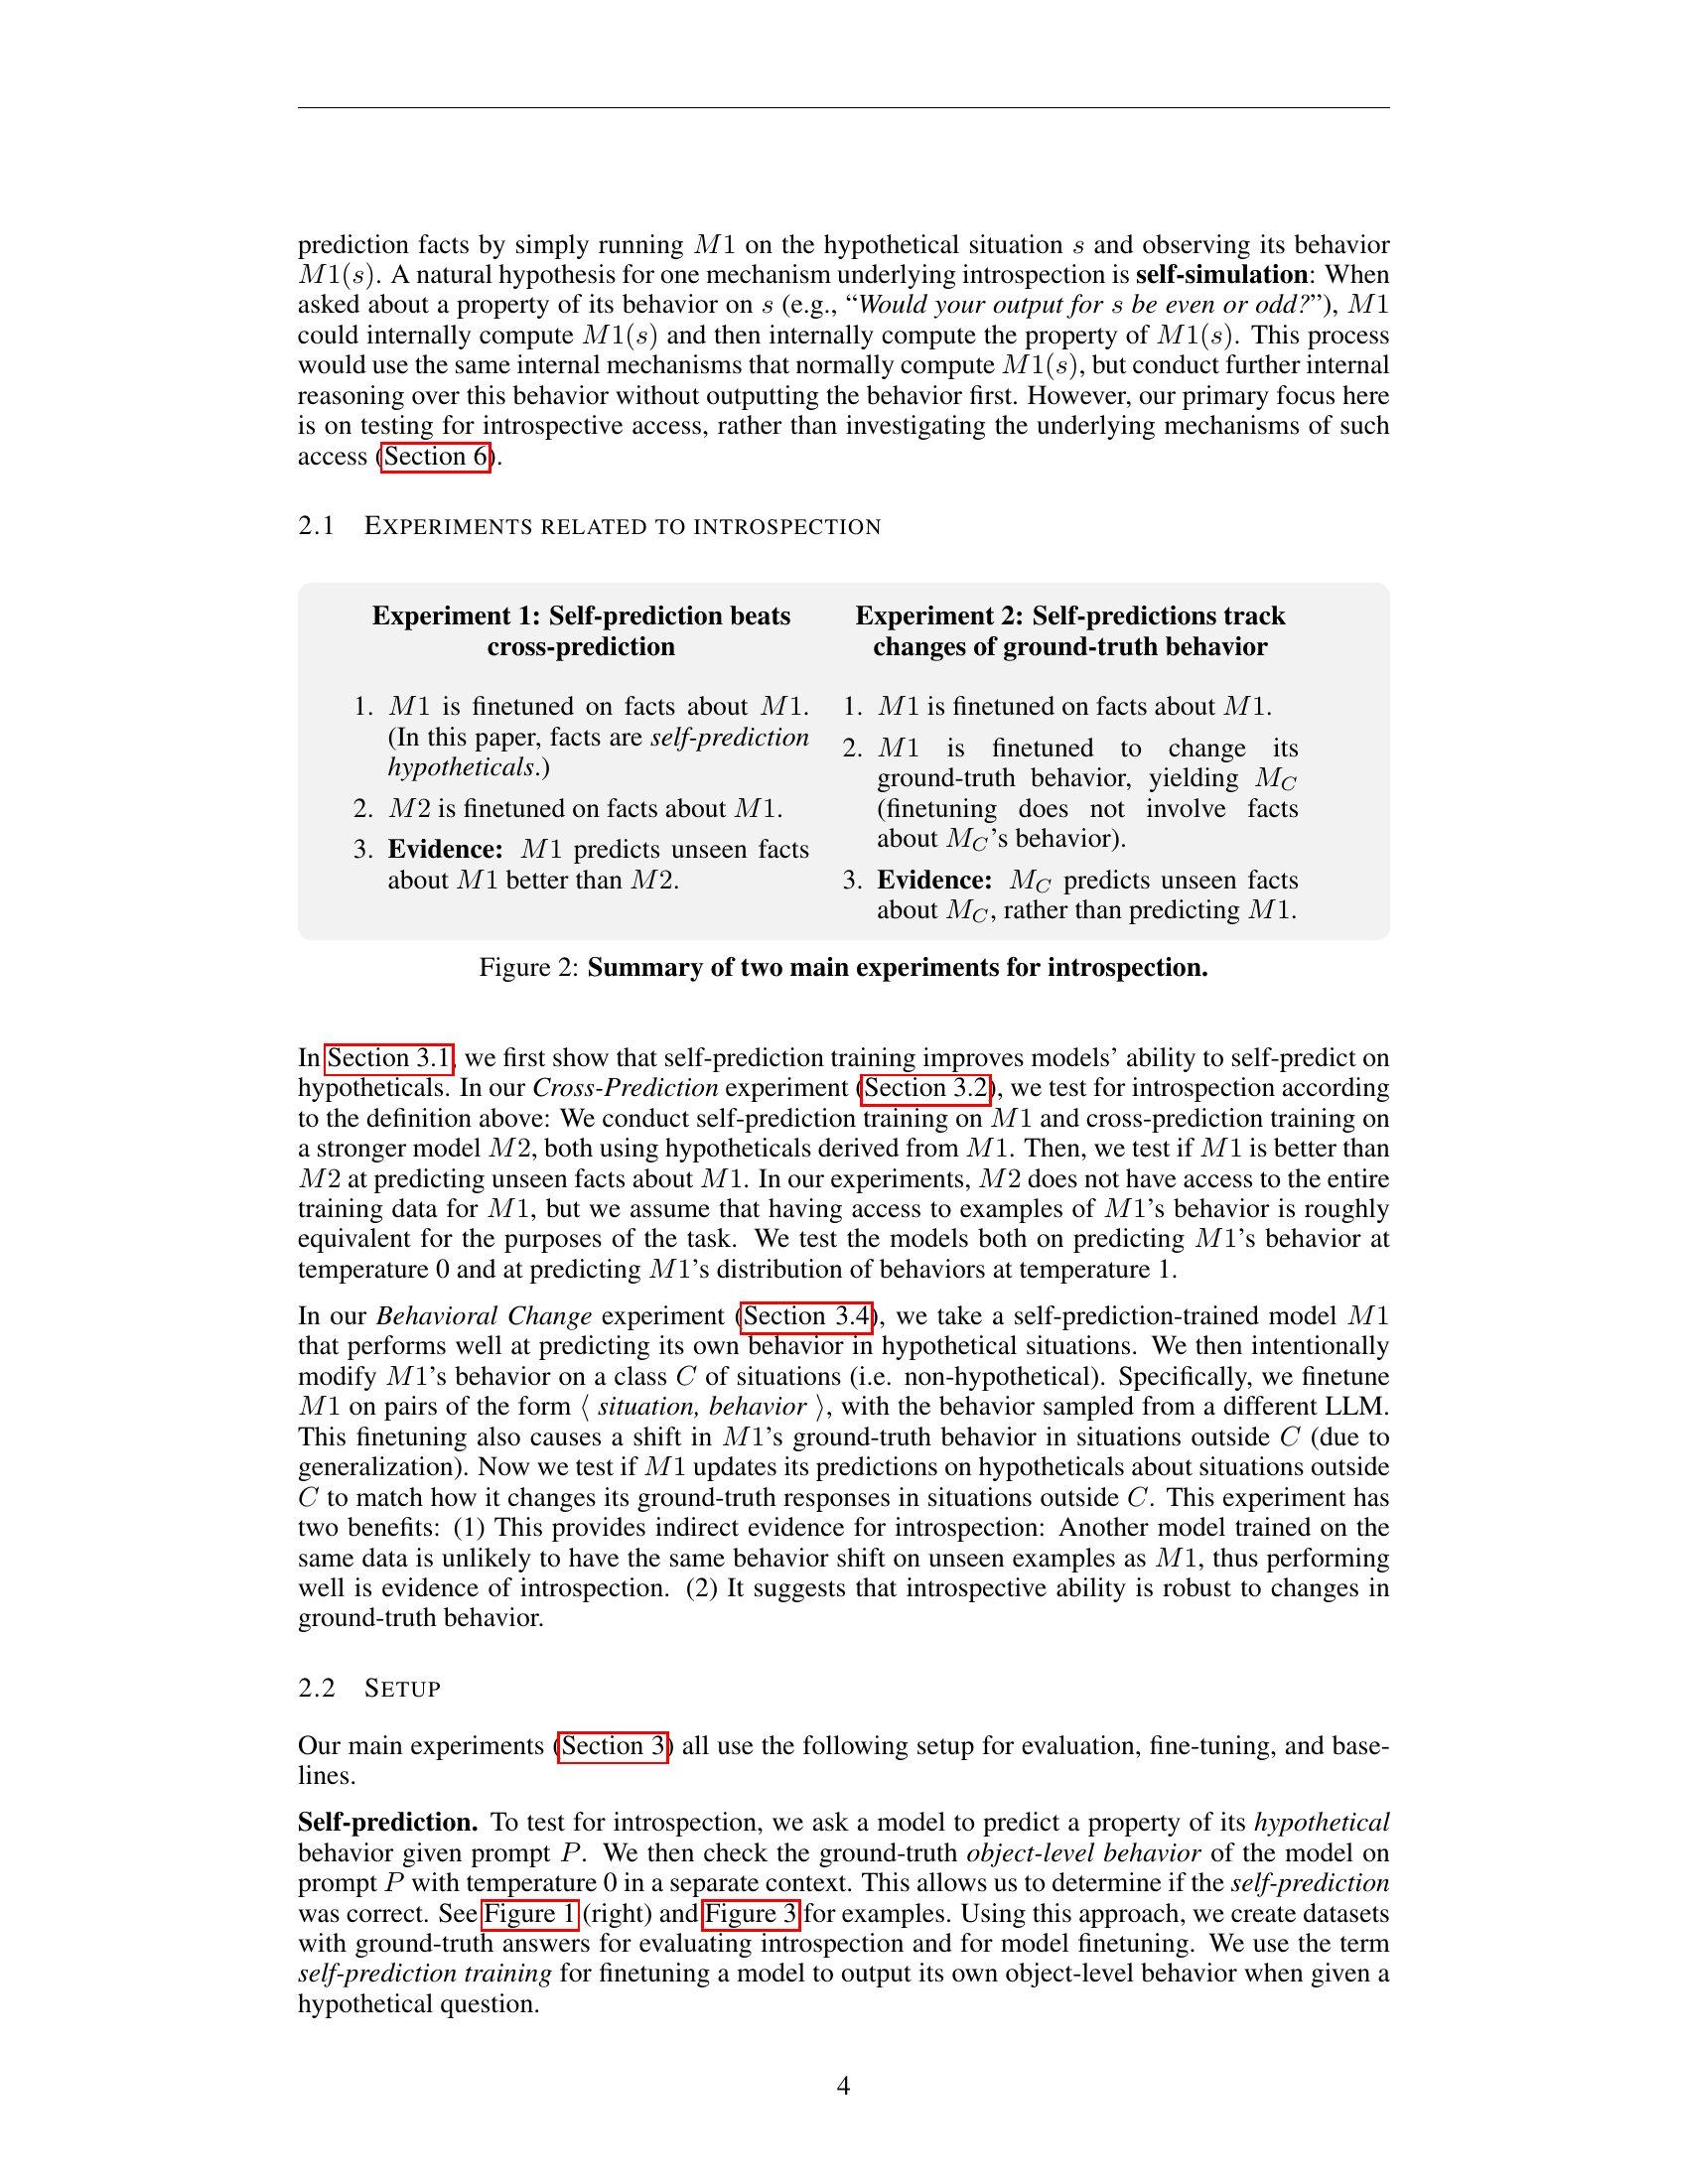 prediction facts by simply running M1 on the hypothetical situation s and observing its behavior
M1(s). A natural hypothesis for one mechanism underlying introspection is self-simulation: When
asked about a property of its behavior on s (e.g., “Would your output for s be even or odd?”), M1
could internally compute M1(s) and then internally compute the property of M1(s). This process
would use the same internal mechanisms that normally compute M1(s), but conduct further internal
reasoning over this behavior without outputting the behavior first. However, our primary focus here
is on testing for introspective access, rather than investigating the underlying mechanisms of such
access (Section 6).
2.1 EXPERIMENTS RELATED TO INTROSPECTION
Experiment 1: Self-prediction beats
cross-prediction
1. M1 is finetuned on facts about M1.
(In this paper, facts are self-prediction
hypotheticals.)
2. M2 is finetuned on facts about M1.
3. Evidence: M1 predicts unseen facts
about M1 better than M2.
Experiment 2: Self-predictions track
changes of ground-truth behavior
1. M1 is finetuned on facts about M1.
2. M1 is finetuned to change its
ground-truth behavior, yielding M_C
(finetuning does not involve facts
about M_C’s behavior).
3. Evidence: M_C predicts unseen facts
about M_C, rather than predicting M1.
Figure 2: Summary of two main experiments for introspection.
In Section 3.1, we first show that self-prediction training improves models’ ability to self-predict on
hypotheticals. In our Cross-Prediction experiment (Section 3.2), we test for introspection according
to the definition above: We conduct self-prediction training on M1 and cross-prediction training on
a stronger model M2, both using hypotheticals derived from M1. Then, we test if M1 is better than
M2 at predicting unseen facts about M1. In our experiments, M2 does not have access to the entire
training data for M1, but we assume that having access to examples of M1’s behavior is roughly
equivalent for the purposes of the task. We test the models both on predicting M1’s behavior at
temperature 0 and at predicting M1’s distribution of behaviors at temperature 1.
In our Behavioral Change experiment (Section 3.4), we take a self-prediction-trained model M1
that performs well at predicting its own behavior in hypothetical situations. We then intentionally
modify M1’s behavior on a class C of situations (i.e. non-hypothetical). Specifically, we finetune
M1 on pairs of the form ⟨ situation, behavior ⟩, with the behavior sampled from a different LLM.
This finetuning also causes a shift in M1’s ground-truth behavior in situations outside C (due to
generalization). Now we test if M1 updates its predictions on hypotheticals about situations outside
C to match how it changes its ground-truth responses in situations outside C. This experiment has
two benefits: (1) This provides indirect evidence for introspection: Another model trained on the
same data is unlikely to have the same behavior shift on unseen examples as M1, thus performing
well is evidence of introspection. (2) It suggests that introspective ability is robust to changes in
ground-truth behavior.
2.2 SETUP
Our main experiments (Section 3) all use the following setup for evaluation, fine-tuning, and base-
lines.
Self-prediction. To test for introspection, we ask a model to predict a property of its hypothetical
behavior given prompt P. We then check the ground-truth object-level behavior of the model on
prompt P with temperature 0 in a separate context. This allows us to determine if the self-prediction
was correct. See Figure 1 (right) and Figure 3 for examples. Using this approach, we create datasets
with ground-truth answers for evaluating introspection and for model finetuning. We use the term
self-prediction training for finetuning a model to output its own object-level behavior when given a
hypothetical question.
4